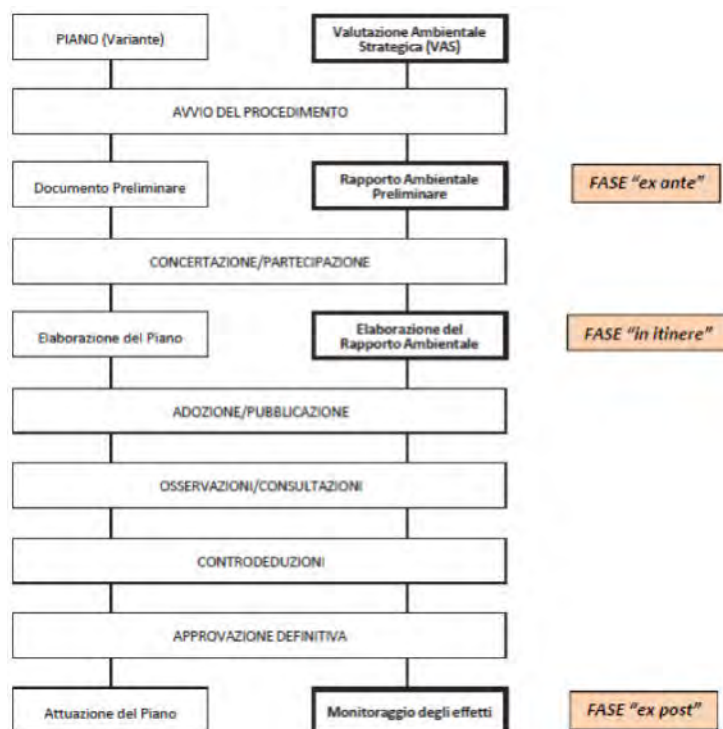 PIANO (Variante)
Valutazione Ambientale
Strategica (VAS)
AVVIO DEL PROCEDIMENTO
Documento Preliminare
Rapporto Ambientale
Preliminare
FASE "ex ante"
CONCERTAZIONE/PARTECIPAZIONE
Elaborazione del Piano
Elaborazione del
Rapporto Ambientale
FASE "in itinere"
ADOZIONE/PUBBLICAZIONE
OSSERVAZIONI/CONSULTAZIONI
CONTRODEDUZIONI
APPROVAZIONE DEFINITIVA
Attuazione del Piano
Monitoraggio degli effetti
FASE "ex post"